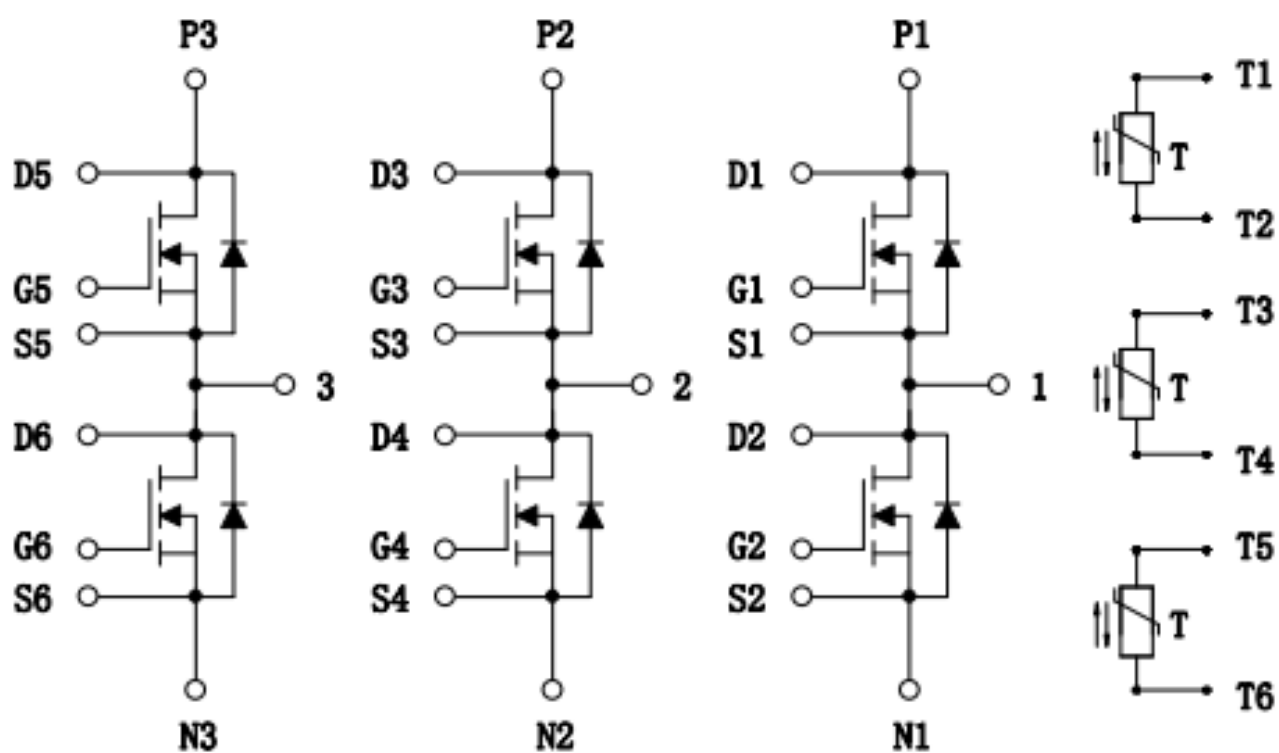 P3 P2 P1
T1
D5 D3 D1 T
T2
G5 G3 G1
T3
S5 S3 S1
3 2 1 T
D6 D4 D2
T4
G6 G4 G2 T5
S6 S4 S2
T
T6
N3 N2 N1